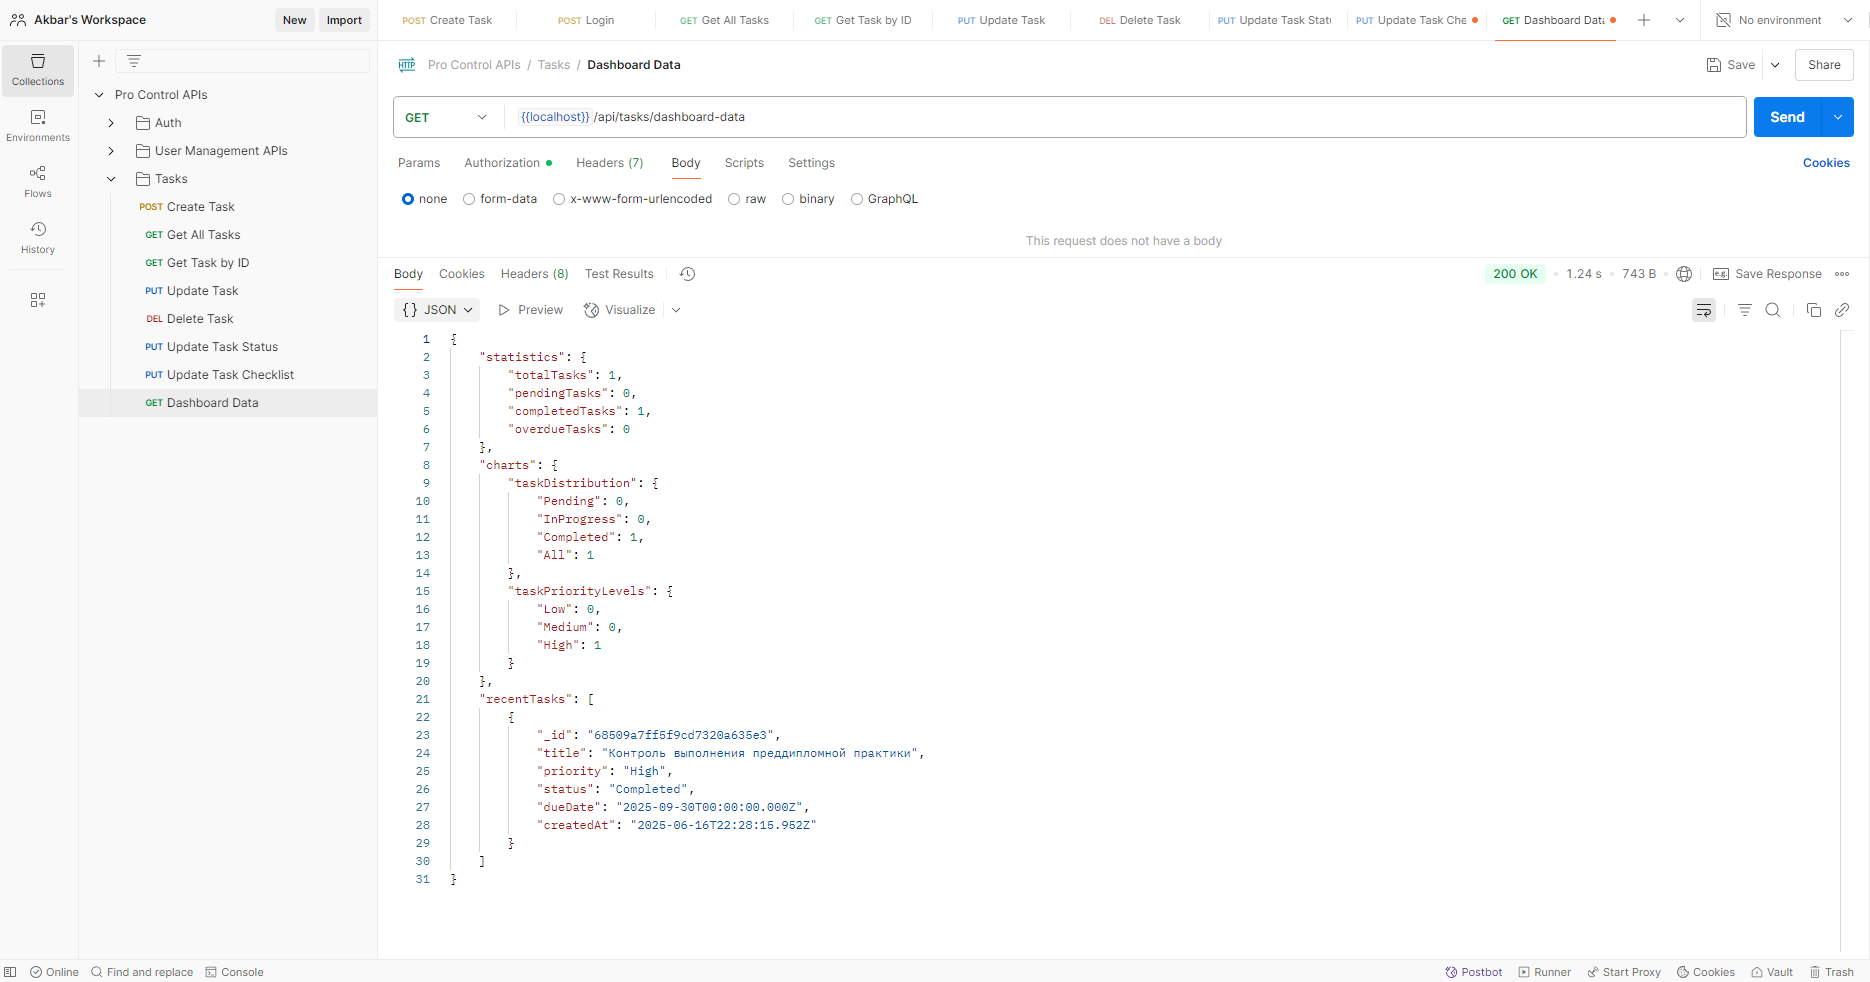 Akbar's Workspace
New
Import
POST Create Task
POST Login
GET Get All Tasks
GET Get Task by ID
PUT Update Task
DEL Delete Task
PUT Update Task Stat
PUT Update Task Che
GET Dashboard Dat
No environment
Collections
Environments
Flows
History
Pro Control APIs
Auth
User Management APIs
Tasks
POST Create Task
GET Get All Tasks
GET Get Task by ID
PUT Update Task
DEL Delete Task
PUT Update Task Status
PUT Update Task Checklist
GET Dashboard Data
HTTP
Pro Control APIs / Tasks / Dashboard Data
Save
Share
GET
{{localhost}} /api/tasks/dashboard-data
Send
Params Authorization Headers (7) Body Scripts Settings
Cookies
none form-data x-www-form-urlencoded raw binary GraphQL
This request does not have a body
Body Cookies Headers (8) Test Results
200 OK • 1.24 s • 743 B •
e.g. Save Response
{} JSON
Preview
Visualize
1 {
2 "statistics": {
3 "totalTasks": 1,
4 "pendingTasks": 0,
5 "completedTasks": 1,
6 "overdueTasks": 0
7 },
8 "charts": {
9 "taskDistribution": {
10 "Pending": 0,
11 "InProgress": 0,
12 "Completed": 1,
13 "All": 1
14 },
15 "taskPriorityLevels": {
16 "Low": 0,
17 "Medium": 0,
18 "High": 1
19 }
20 },
21 "recentTasks": [
22 {
23 "_id": "68509a7ff5f9cd7320a635e3",
24 "title": "Контроль выполнения преддипломной практики",
25 "priority": "High",
26 "status": "Completed",
27 "dueDate": "2025-09-30T00:00:00.000Z",
28 "createdAt": "2025-06-16T22:28:15.952Z"
29 }
30 ]
31 }
Online
Find and replace
Console
Postbot
Runner
Start Proxy
Cookies
Vault
Trash